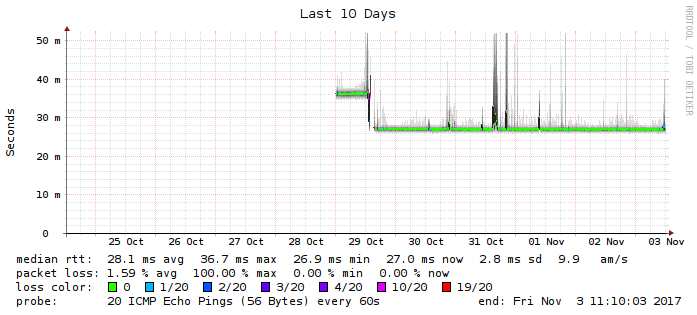 Last 10 Days
RRDTOOL / TOBI OETIKER
Seconds
50 m
40 m
30 m
20 m
10 m
0
25 Oct 26 Oct 27 Oct 28 Oct 29 Oct 30 Oct 31 Oct 01 Nov 02 Nov 03 Nov
median rtt: 28.1 ms avg 36.7 ms max 26.9 ms min 27.0 ms now 2.8 ms sd 9.9 am/s
packet loss: 1.59 % avg 100.00 % max 0.00 % min 0.00 % now
loss color: 0 1/20 2/20 3/20 4/20 10/20 19/20
probe: 20 ICMP Echo Pings (56 Bytes) every 60s end: Fri Nov 3 11:10:03 2017